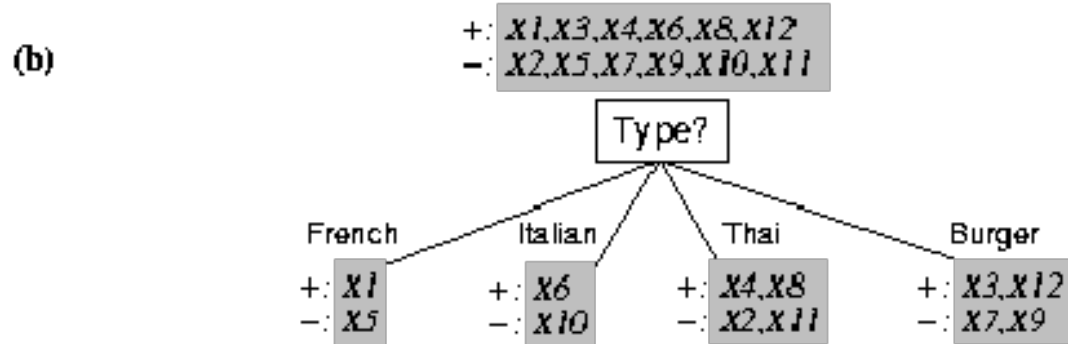 +: X1,X3,X4,X6,X8,X12
(b)
−: X2,X5,X7,X9,X10,X11
Type?
French Italian Thai Burger
+: X1 +: X6 +: X4,X8 +: X3,X12
−: X5 −: X10 −: X2,X11 −: X7,X9